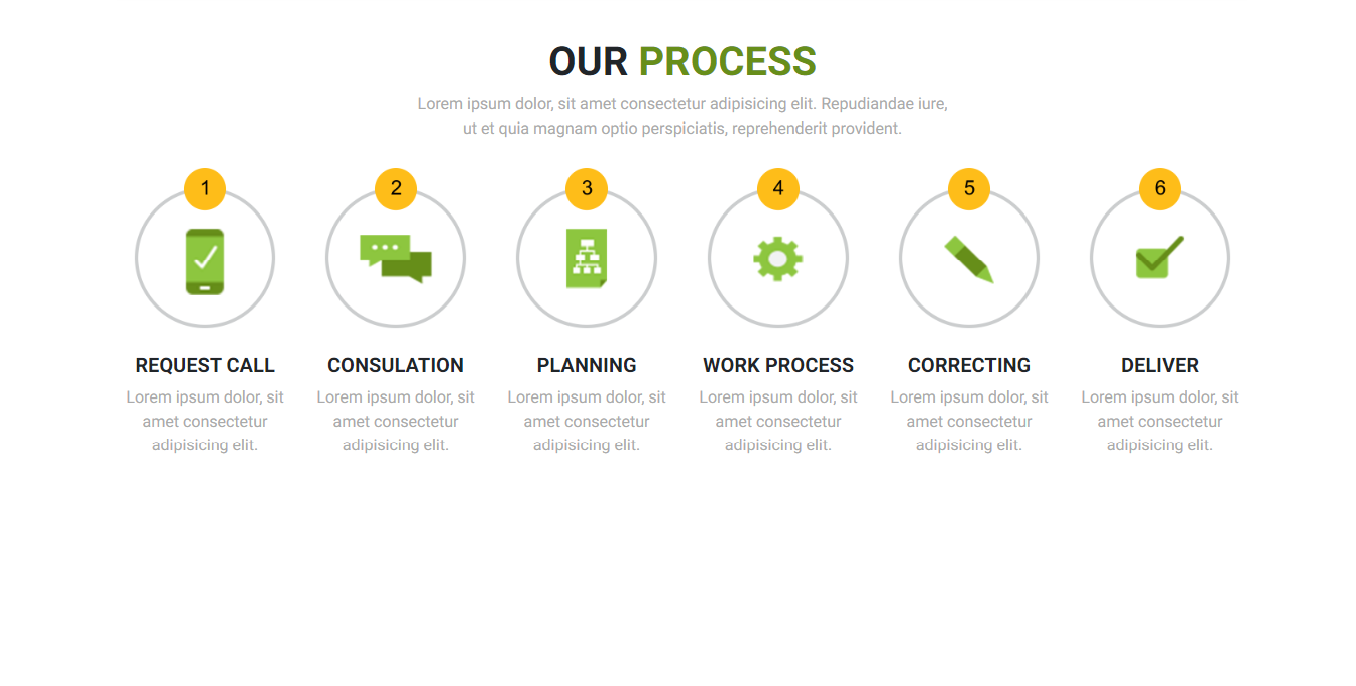 OUR PROCESS
Lorem ipsum dolor, sit amet consectetur adipisicing elit. Repudiandae iure,
ut et quia magnam optio perspiciatis, reprehenderit provident.
1
2
3
4
5
6
REQUEST CALL
Lorem ipsum dolor, sit
amet consectetur
adipisicing elit.
CONSULATION
Lorem ipsum dolor, sit
amet consectetur
adipisicing elit.
PLANNING
Lorem ipsum dolor, sit
amet consectetur
adipisicing elit.
WORK PROCESS
Lorem ipsum dolor, sit
amet consectetur
adipisicing elit.
CORRECTING
Lorem ipsum dolor, sit
amet consectetur
adipisicing elit.
DELIVER
Lorem ipsum dolor, sit
amet consectetur
adipisicing elit.